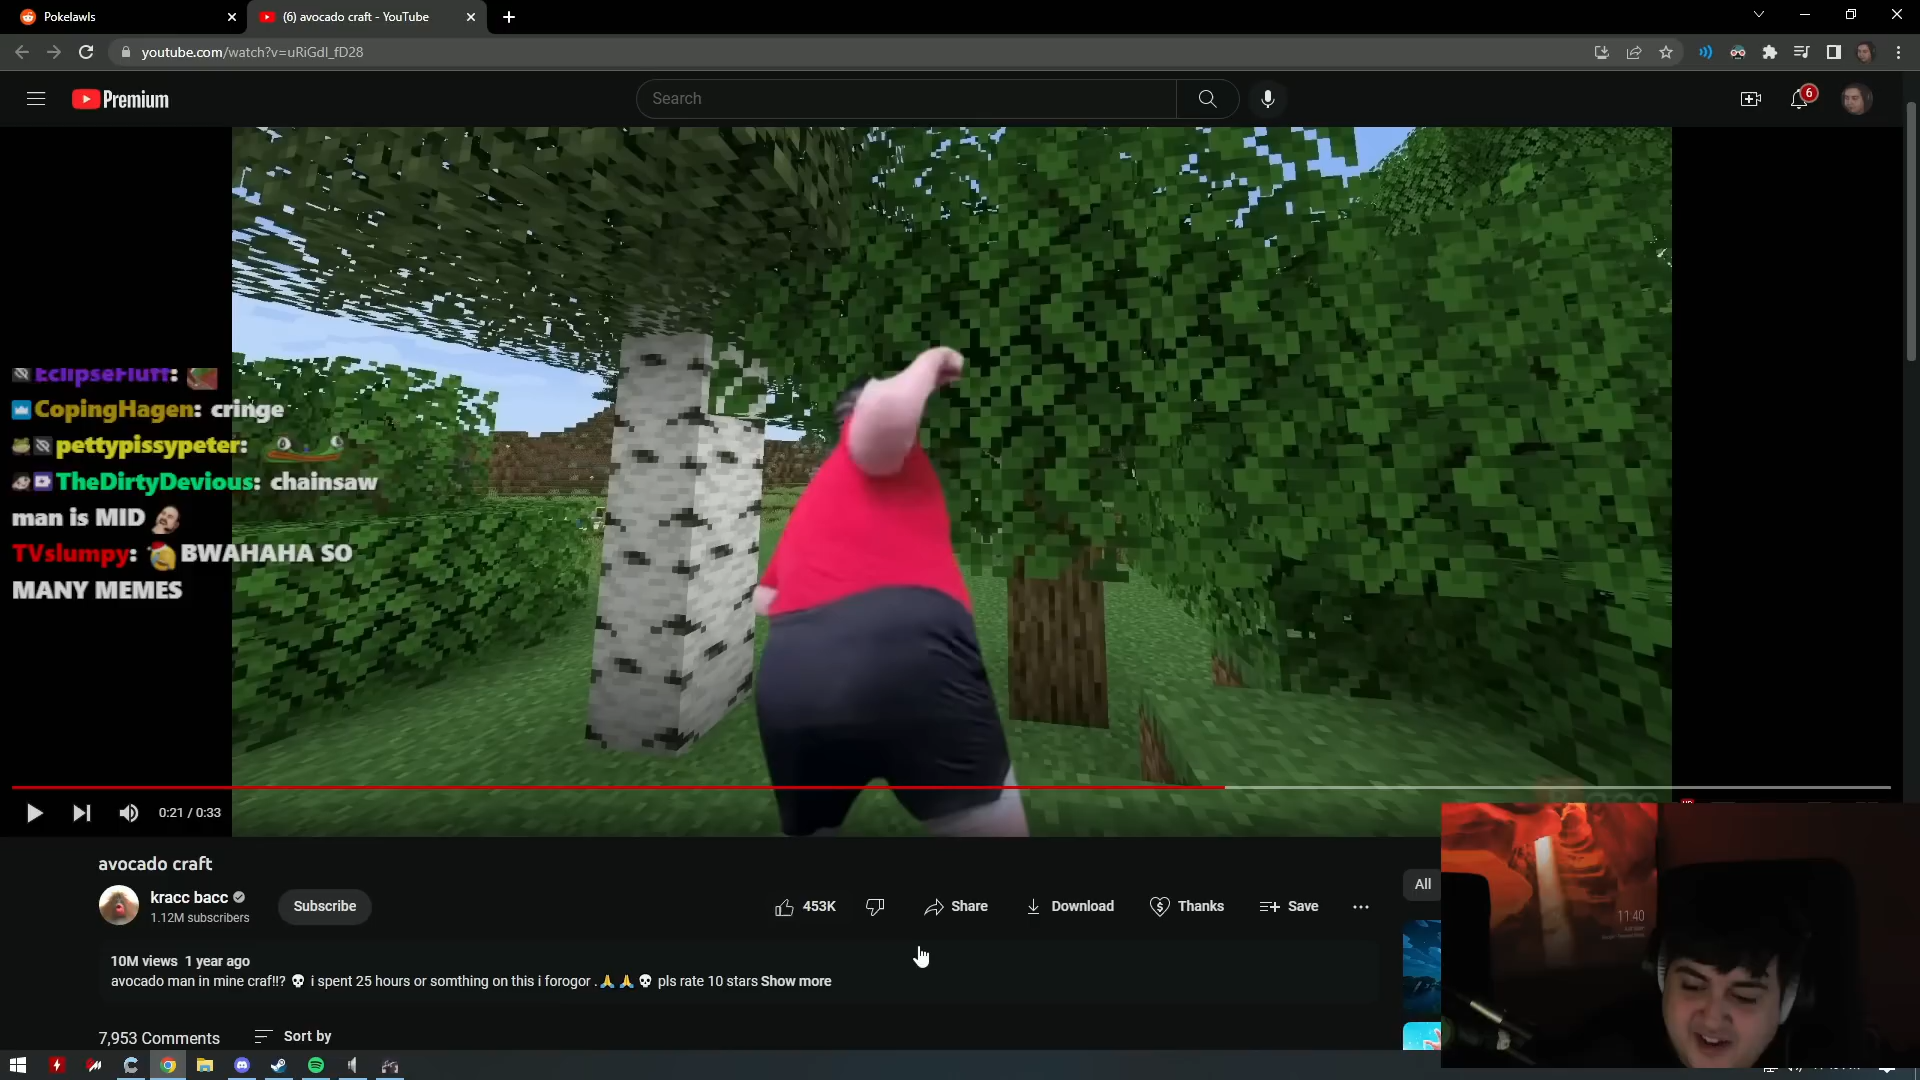 Pokelawls
(6) avocado craft - YouTube
youtube.com/watch?v=uRiGdl_fD28
Premium
Search
6
EclipseFluff:
CopingHagen: cringe
pettypissypeter:
TheDirtyDevious: chainsaw
man is MID
TVslumpy: BWAHAHA SO
MANY MEMES
0:21 / 0:33
avocado craft
kracc bacc
1.12M subscribers
Subscribe
453K
Share
Download
Thanks
Save
All
11:40
10M views 1 year ago
avocado man in mine craf!!? 💀 i spent 25 hours or somthing on this i forogor .🙏 🙏 💀 pls rate 10 stars Show more
7,953 Comments
Sort by